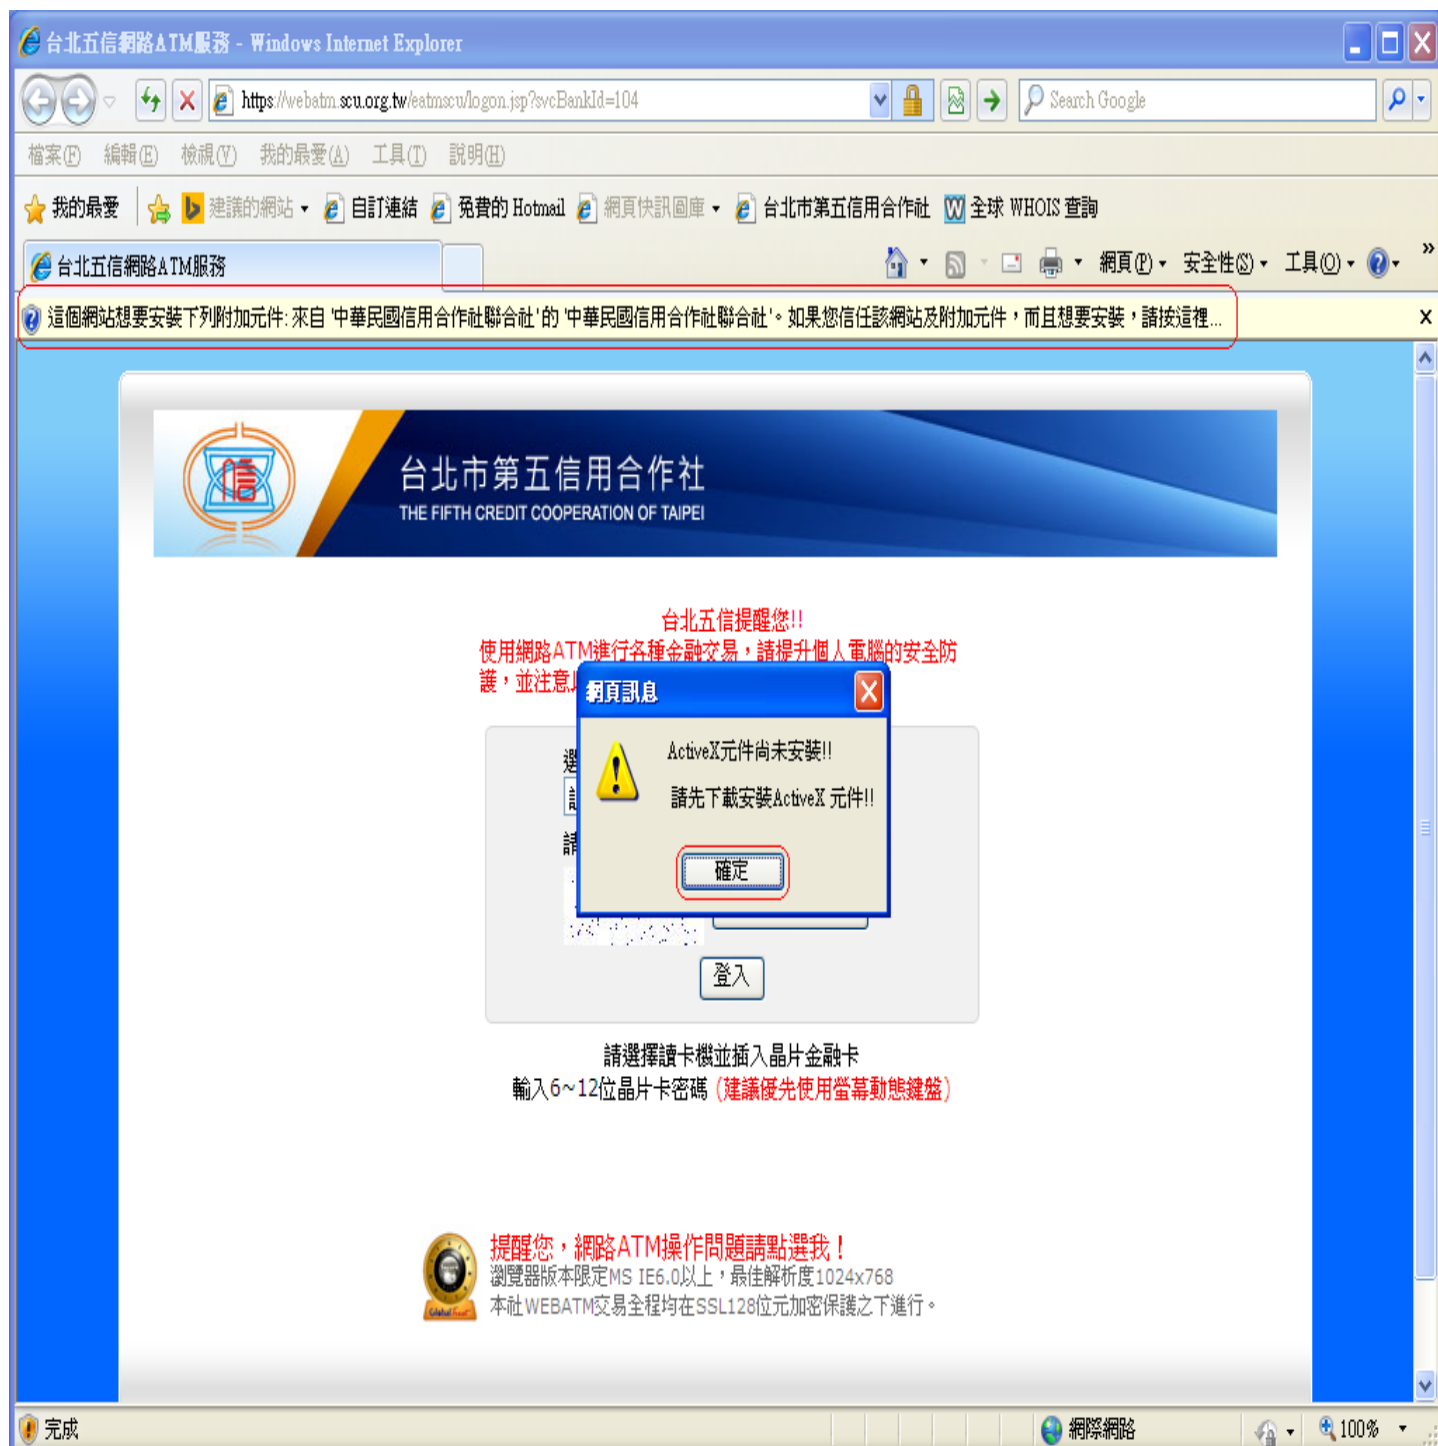 台北五信網路ATM服務 - Windows Internet Explorer
https://webatm.scu.org.tw/eatmscu/logon.jsp?svcBankId=104
Search Google
檔案(F) 編輯(E) 檢視(V) 我的最愛(A) 工具(T) 說明(H)
我的最愛 建議的網站 自訂連結 免費的 Hotmail 網頁快訊圖庫 台北市第五信用合作社 全球 WHOIS 查詢
台北五信網路ATM服務 網頁(P) 安全性(S) 工具(O)
這個網站想要安裝下列附加元件: 來自 '中華民國信用合作社聯合社' 的 '中華民國信用合作社聯合社'。如果您信任該網站及附加元件，而且想要安裝，請按這裡...
信
台北市第五信用合作社
THE FIFTH CREDIT COOPERATION OF TAIPEI
台北五信提醒您!!
使用網路ATM進行各種金融交易，請提升個人電腦的安全防
護，並注意
網頁訊息
ActiveX元件尚未安裝!!
請先下載安裝ActiveX 元件!!
確定
登入
請選擇讀卡機並插入晶片金融卡
輸入6~12位晶片卡密碼 (建議優先使用螢幕動態鍵盤)
提醒您，網路ATM操作問題請點選我！
瀏覽器版本限定MS IE6.0以上，最佳解析度1024x768
本社WEBATM交易全程均在SSL128位元加密保護之下進行。
完成 網際網路 100%